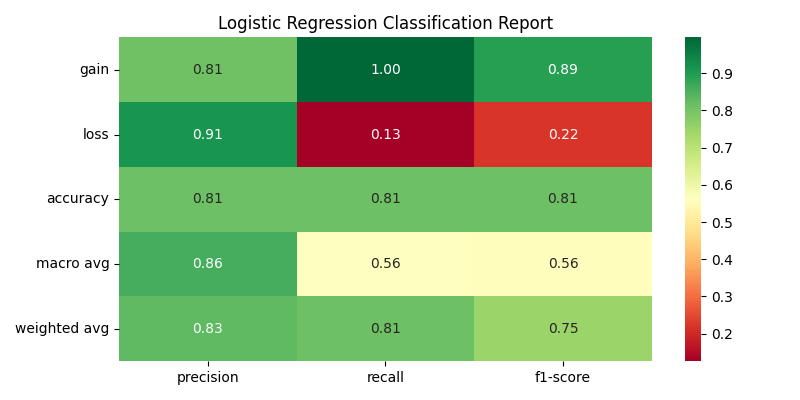 Logistic Regression Classification Report
gain 0.81 1.00 0.89
loss 0.91 0.13 0.22
accuracy 0.81 0.81 0.81
macro avg 0.86 0.56 0.56
weighted avg 0.83 0.81 0.75
precision recall f1-score
0.9
0.8
0.7
0.6
0.5
0.4
0.3
0.2